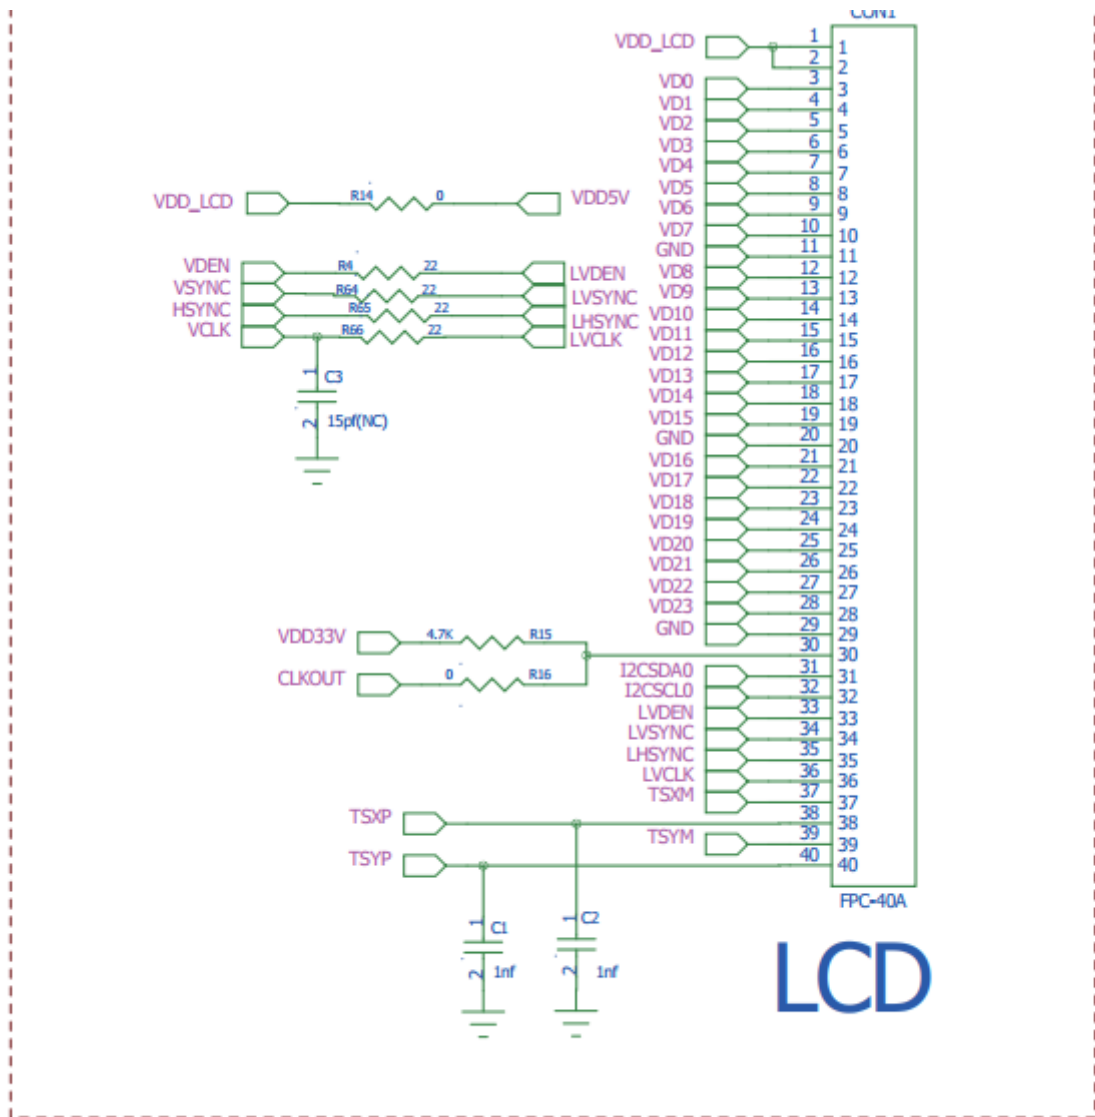 CON1
VDD_LCD 1 1
2 2
VD0 3 3
VD1 4 4
VD2 5 5
VD3 6 6
VD4 7 7
VD5 8 8
VD6 9 9
VD7 10 10
GND 11 11
VD8 12 12
VD9 13 13
VD10 14 14
VD11 15 15
VD12 16 16
VD13 17 17
VD14 18 18
VD15 19 19
GND 20 20
VD16 21 21
VD17 22 22
VD18 23 23
VD19 24 24
VD20 25 25
VD21 26 26
VD22 27 27
VD23 28 28
GND 29 29
30 30
I2CSDA0 31 31
I2CSCL0 32 32
LVDEN 33 33
LVSYNC 34 34
LHSYNC 35 35
LVCLK 36 36
TSXM 37 37
38 38
TSYM 39 39
40 40
FPC-40A
VDD_LCD R14 0 VDD5V
VDEN R4 22 LVDEN
VSYNC R64 22 LVSYNC
HSYNC R65 22 LHSYNC
VCLK R66 22 LVCLK
1 C3
2 15pf(NC)
VDD33V 4.7K R15
CLKOUT 0 R16
TSXP
TSYP
1 C1
2 1nf
1 C2
2 1nf
LCD